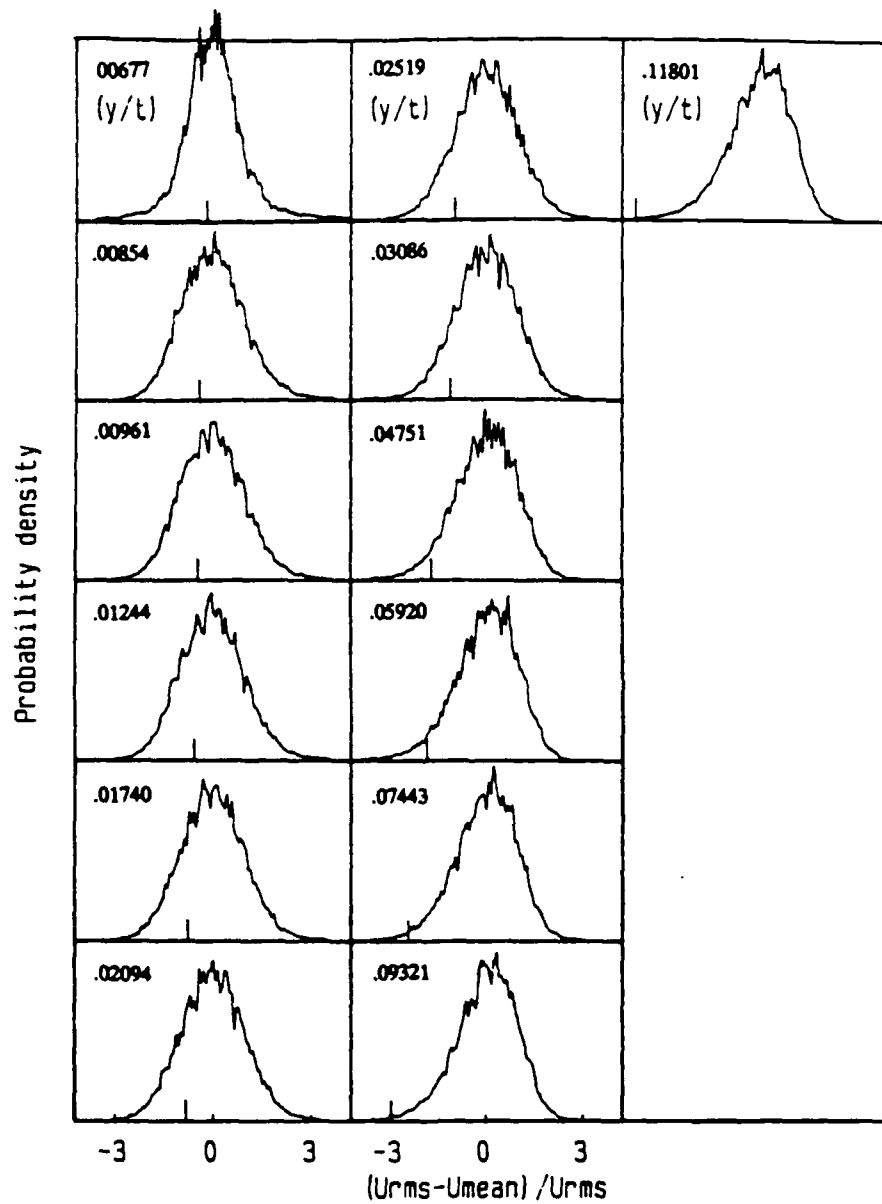 00677
(y/t)
.02519
(y/t)
.11801
(y/t)
.00854
.03086
.00961
.04751
.01244
.05920
.01740
.07443
.02094
.09321
Probability density
-3 0 3 -3 0 3
(Urms-Umean)/Urms